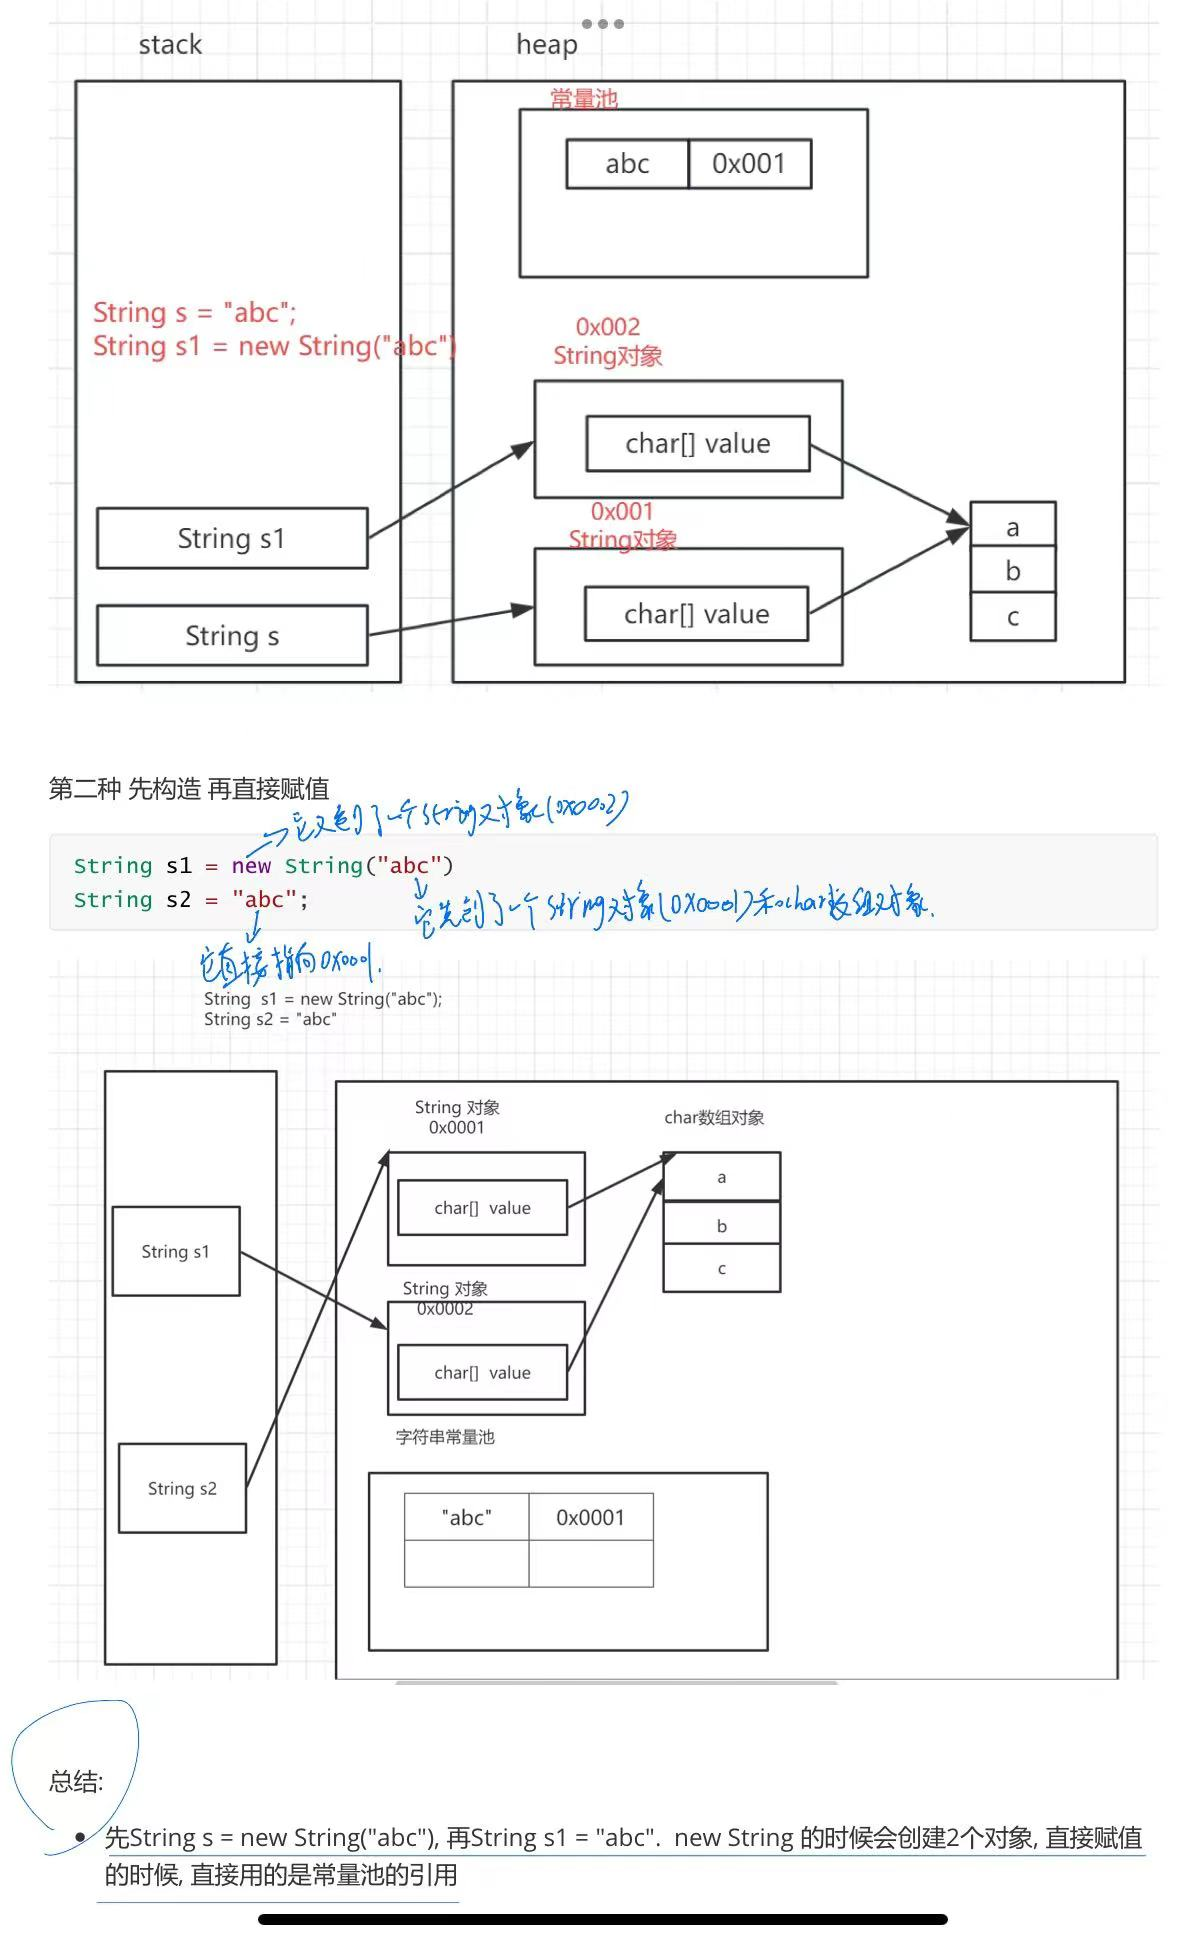 stack
heap
常量池
abc
0x001
String s = "abc";
String s1 = new String("abc")
0x002
String对象
char[] value
0x001
String对象
String s1
a
b
char[] value
c
String s
第二种 先构造 再直接赋值
→它又创了一个string对象(0x0002)
String s1 = new String("abc")
String s2 = "abc";
它先创了一个string对象(0x0001)和char数组对象.
它直接指向0x0001.
String s1 = new String("abc");
String s2 = "abc"
String 对象
0x0001
char数组对象
a
char[] value
b
String s1
c
String 对象
0x0002
char[] value
字符串常量池
String s2
"abc"
0x0001
总结:
• 先String s = new String("abc"), 再String s1 = "abc". new String 的时候会创建2个对象, 直接赋值
的时候, 直接用的是常量池的引用